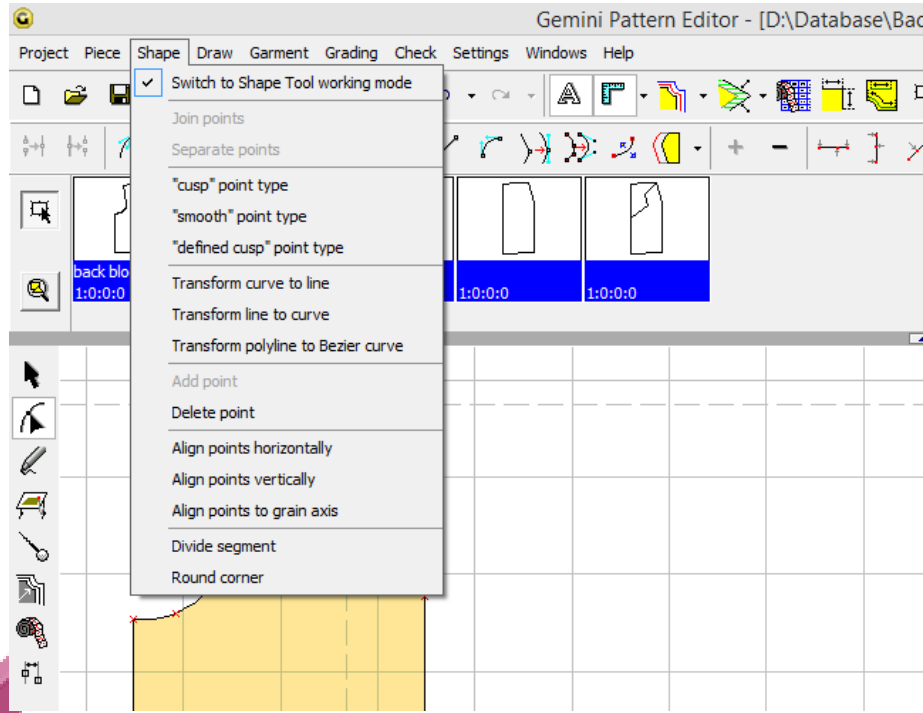 Gemini Pattern Editor - [D:\Database\Bac
Project Piece Shape Draw Garment Grading Check Settings Windows Help
Switch to Shape Tool working mode
Join points
Separate points
"cusp" point type
"smooth" point type
"defined cusp" point type
Transform curve to line
Transform line to curve
Transform polyline to Bezier curve
Add point
Delete point
Align points horizontally
Align points vertically
Align points to grain axis
Divide segment
Round corner
back blo
1:0:0:0 1:0:0:0 1:0:0:0